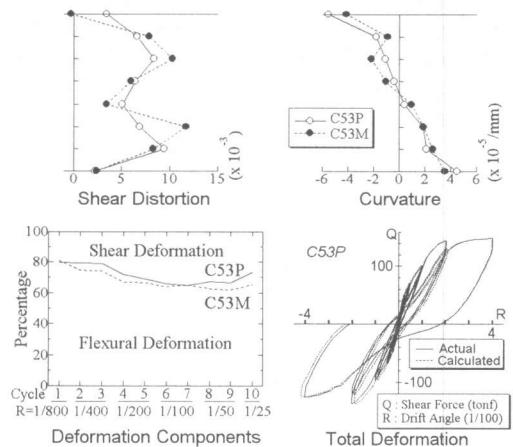 0 5 10 15
(x 10⁻³)
Shear Distortion
C53P
C53M
-6 -4 -2 0 2 4 6
(x 10⁻⁵/mm)
Curvature
100
80
60
40
20
0
Percentage
Shear Deformation
C53P
C53M
Flexural Deformation
Cycle 1 2 3 4 5 6 7 8 9 10
R=1/800 1/400 1/200 1/100 1/50 1/25
Deformation Components
C53P
Q
100
-4
R
4
-100
Actual
Calculated
Q : Shear Force (tonf)
R : Drift Angle (1/100)
Total Deformation